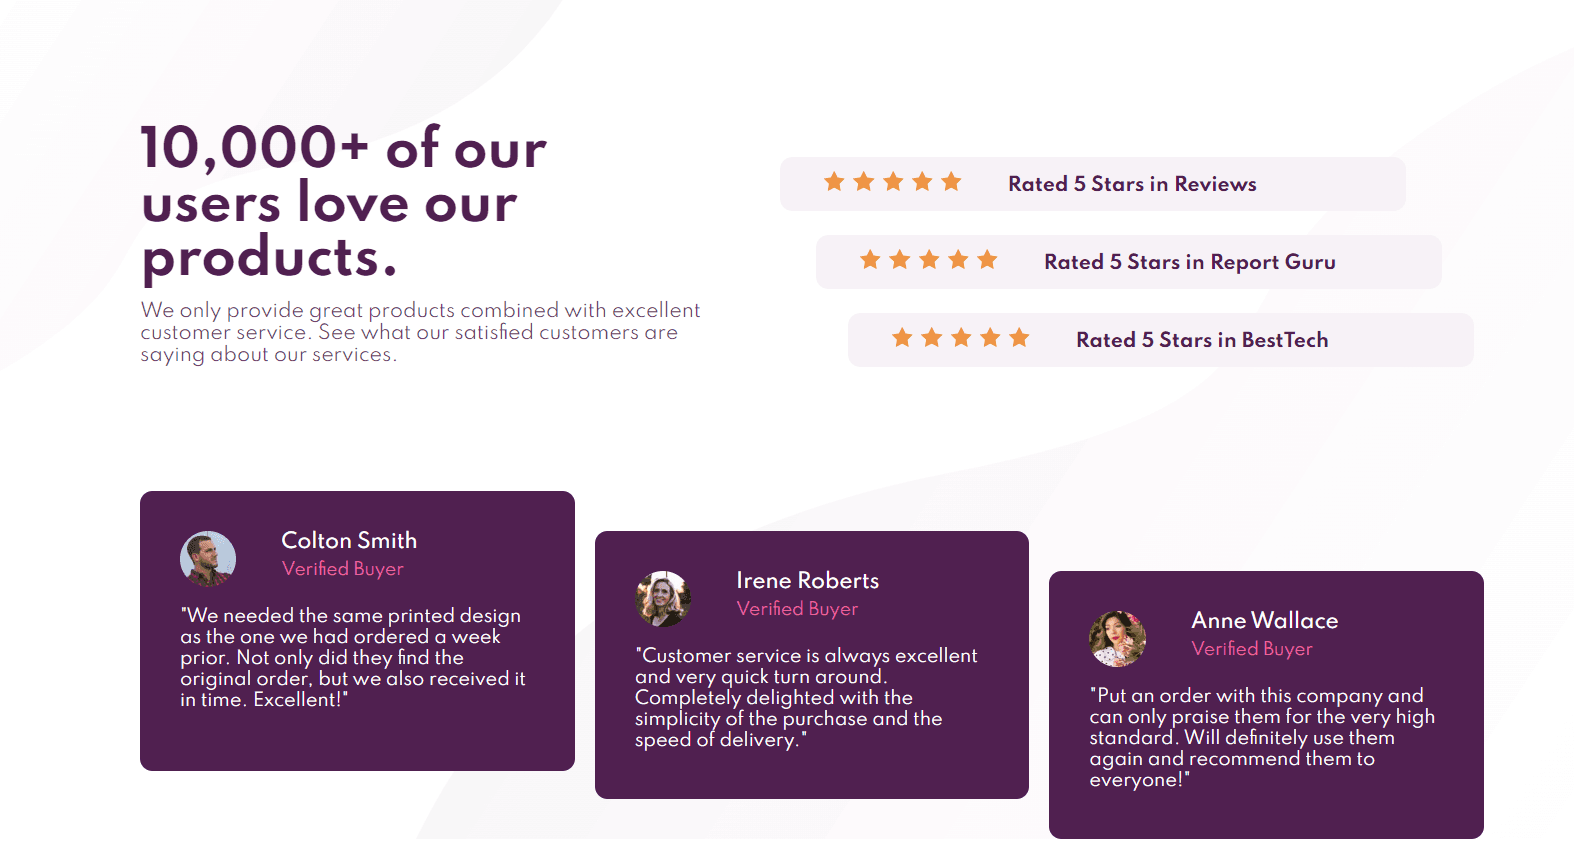 10,000+ of our
users love our
products.
We only provide great products combined with excellent
customer service. See what our satisfied customers are
saying about our services.
Rated 5 Stars in Reviews
Rated 5 Stars in Report Guru
Rated 5 Stars in BestTech
Colton Smith
Verified Buyer
"We needed the same printed design
as the one we had ordered a week
prior. Not only did they find the
original order, but we also received it
in time. Excellent!"
Irene Roberts
Verified Buyer
"Customer service is always excellent
and very quick turn around.
Completely delighted with the
simplicity of the purchase and the
speed of delivery."
Anne Wallace
Verified Buyer
"Put an order with this company and
can only praise them for the very high
standard. Will definitely use them
again and recommend them to
everyone!"